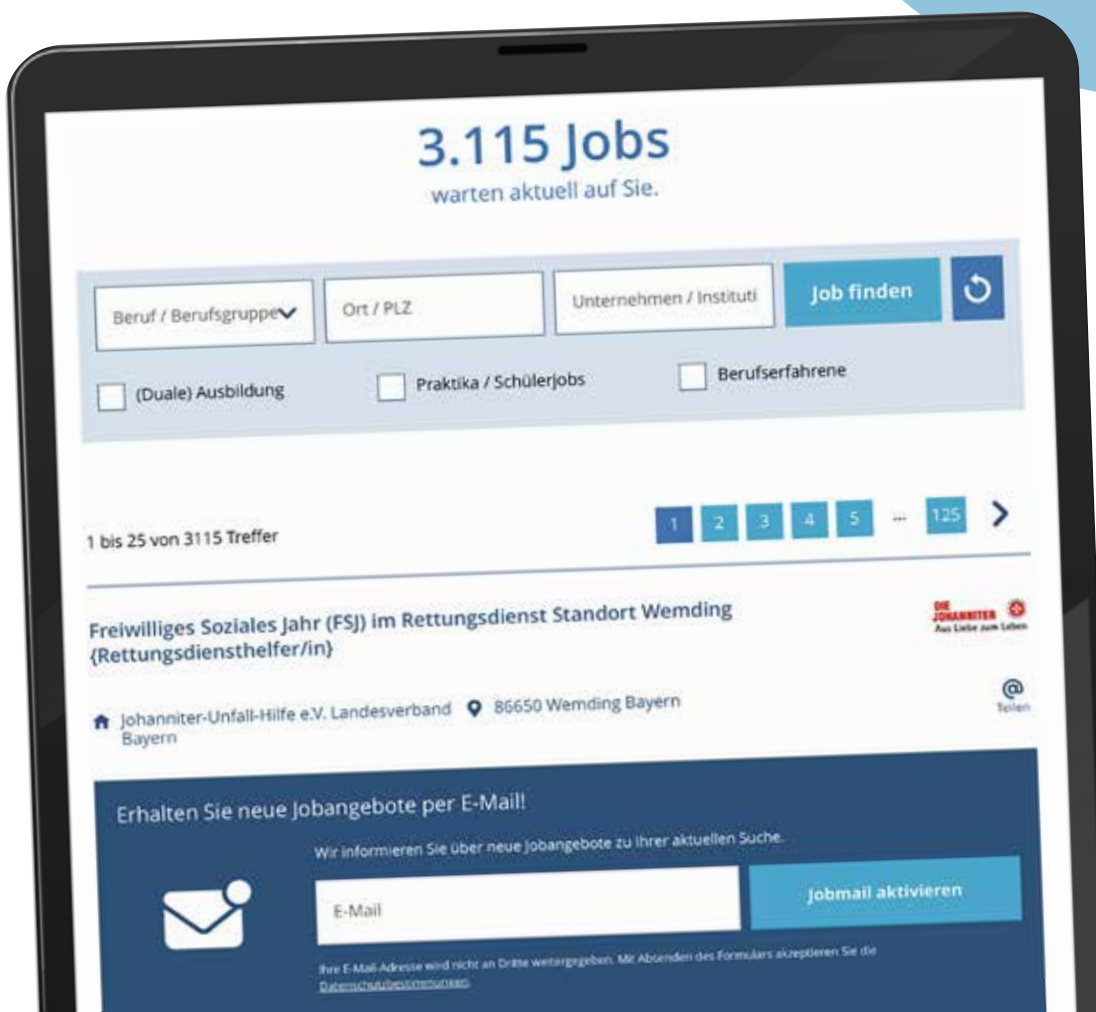 3.115 Jobs
warten aktuell auf Sie.
Beruf / Berufsgruppe
Ort / PLZ
Unternehmen / Instituti
Job finden
(Duale) Ausbildung
Praktika / Schülerjobs
Berufserfahrene
1 bis 25 von 3115 Treffer
1 2 3 4 5 ... 125
Freiwilliges Soziales Jahr (FSJ) im Rettungsdienst Standort Wemding
{Rettungsdiensthelfer/in}
DIE
JOHANNITER
Aus Liebe zum Leben
Johanniter-Unfall-Hilfe e.V. Landesverband
Bayern
86650 Wemding Bayern
@
Teilen
Erhalten Sie neue Jobangebote per E-Mail!
Wir informieren Sie über neue Jobangebote zu Ihrer aktuellen Suche.
E-Mail
Jobmail aktivieren
Ihre E-Mail-Adresse wird nicht an Dritte weitergegeben. Mit Absenden des Formulars akzeptieren Sie die
Datenschutzbestimmungen.